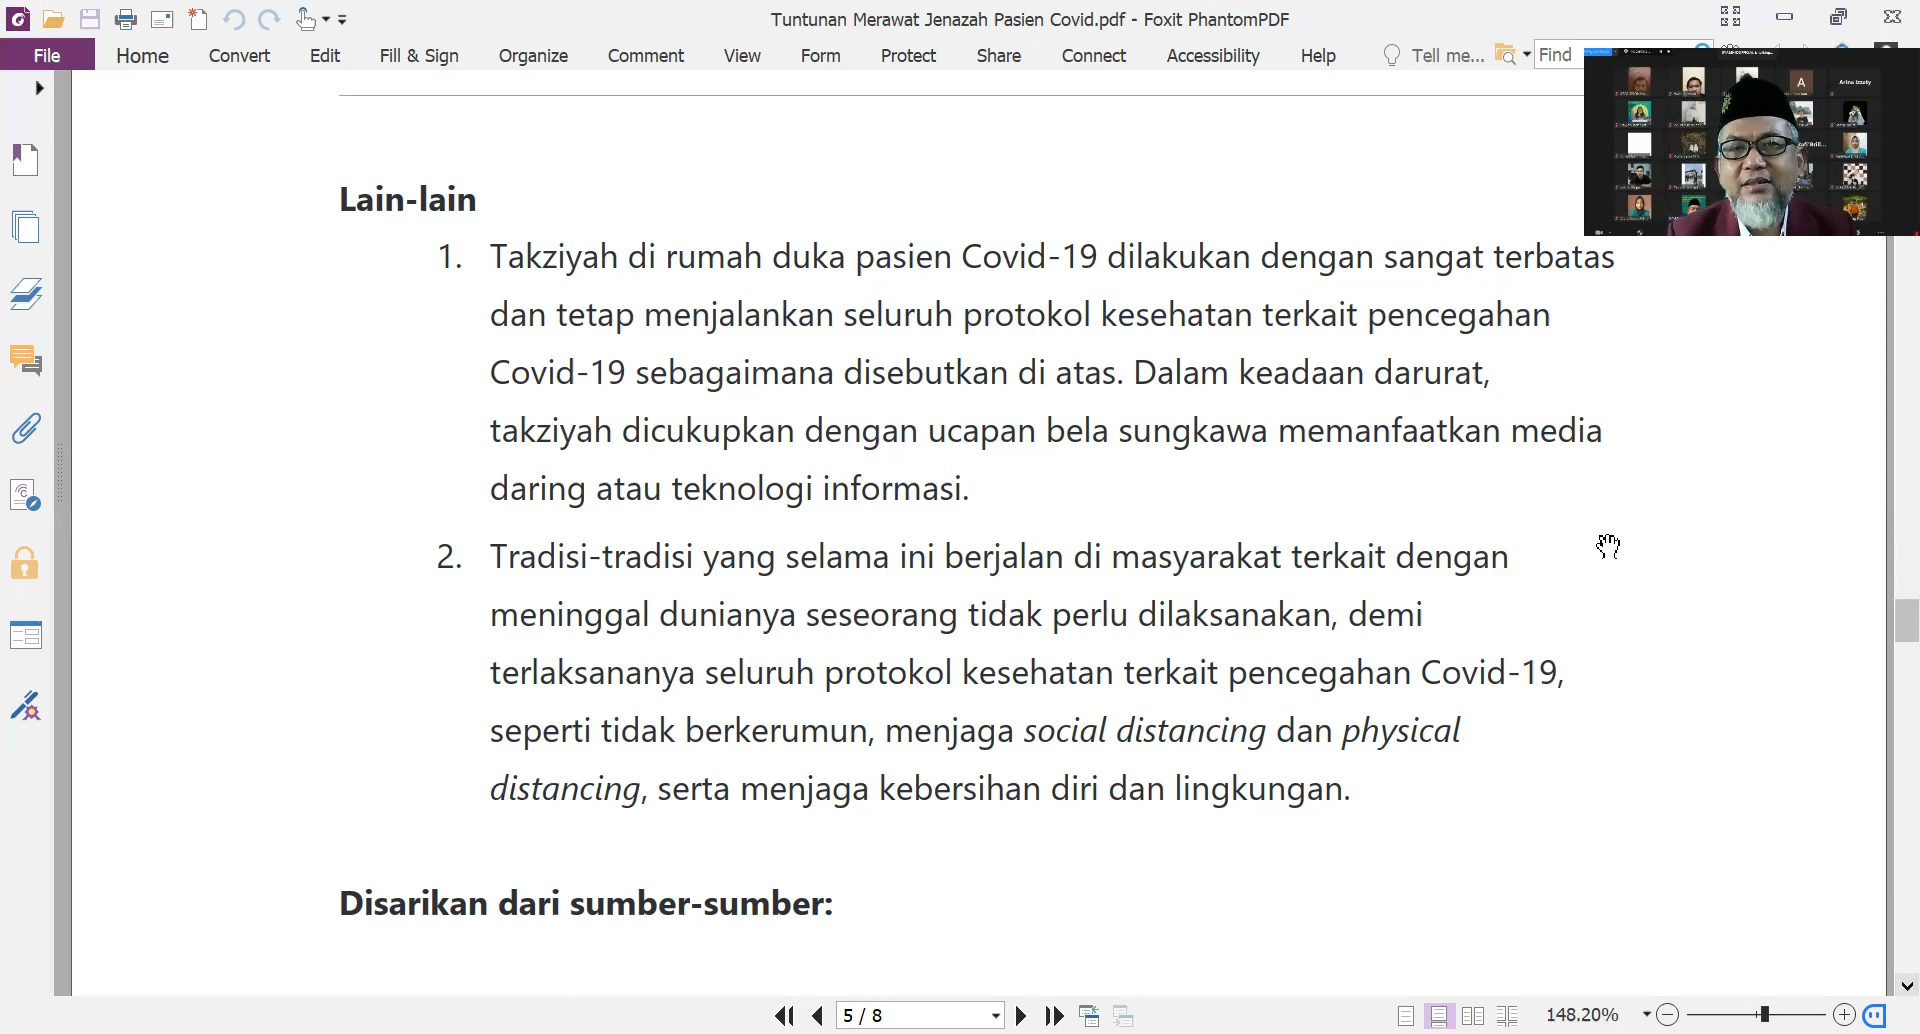 Tuntunan Merawat Jenazah Pasien Covid.pdf - Foxit PhantomPDF
File Home Convert Edit Fill & Sign Organize Comment View Form Protect Share Connect Accessibility Help Tell me... Find
A
Arina Izzaty
Lain-lain
1. Takziyah di rumah duka pasien Covid-19 dilakukan dengan sangat terbatas
dan tetap menjalankan seluruh protokol kesehatan terkait pencegahan
Covid-19 sebagaimana disebutkan di atas. Dalam keadaan darurat,
takziyah dicukupkan dengan ucapan bela sungkawa memanfaatkan media
daring atau teknologi informasi.
2. Tradisi-tradisi yang selama ini berjalan di masyarakat terkait dengan
meninggal dunianya seseorang tidak perlu dilaksanakan, demi
terlaksananya seluruh protokol kesehatan terkait pencegahan Covid-19,
seperti tidak berkerumun, menjaga social distancing dan physical
distancing, serta menjaga kebersihan diri dan lingkungan.
Disarikan dari sumber-sumber:
5 / 8
148.20%